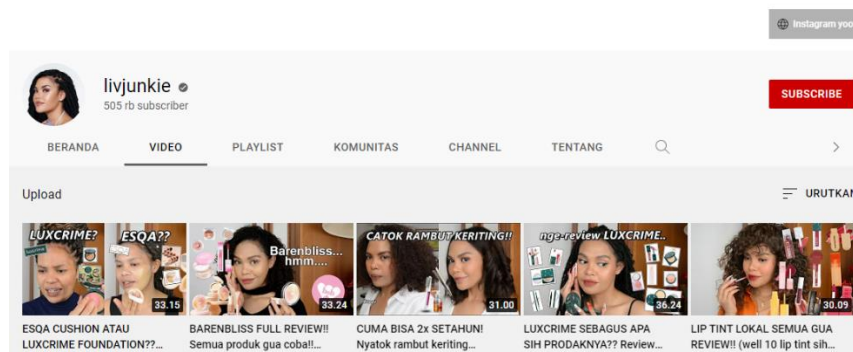 Instagram yoo
livjunkie
505 rb subscriber
SUBSCRIBE
BERANDA VIDEO PLAYLIST KOMUNITAS CHANNEL TENTANG
Upload
URUTKAN
LUXCRIME? ESQA??
33.15
Barenbliss...
hmm....
33.24
CATOK RAMBUT KERITING!!
31.00
nge-review LUXCRIME..
36.24
30.09
ESQA CUSHION ATAU
LUXCRIME FOUNDATION??...
BARENBLISS FULL REVIEW!!
Semua produk gua coba!!...
CUMA BISA 2x SETAHUN!
Nyatok rambut keriting...
LUXCRIME SEBAGUS APA
SIH PRODAKNYA?? Review...
LIP TINT LOKAL SEMUA GUA
REVIEW!! (well 10 lip tint sih...